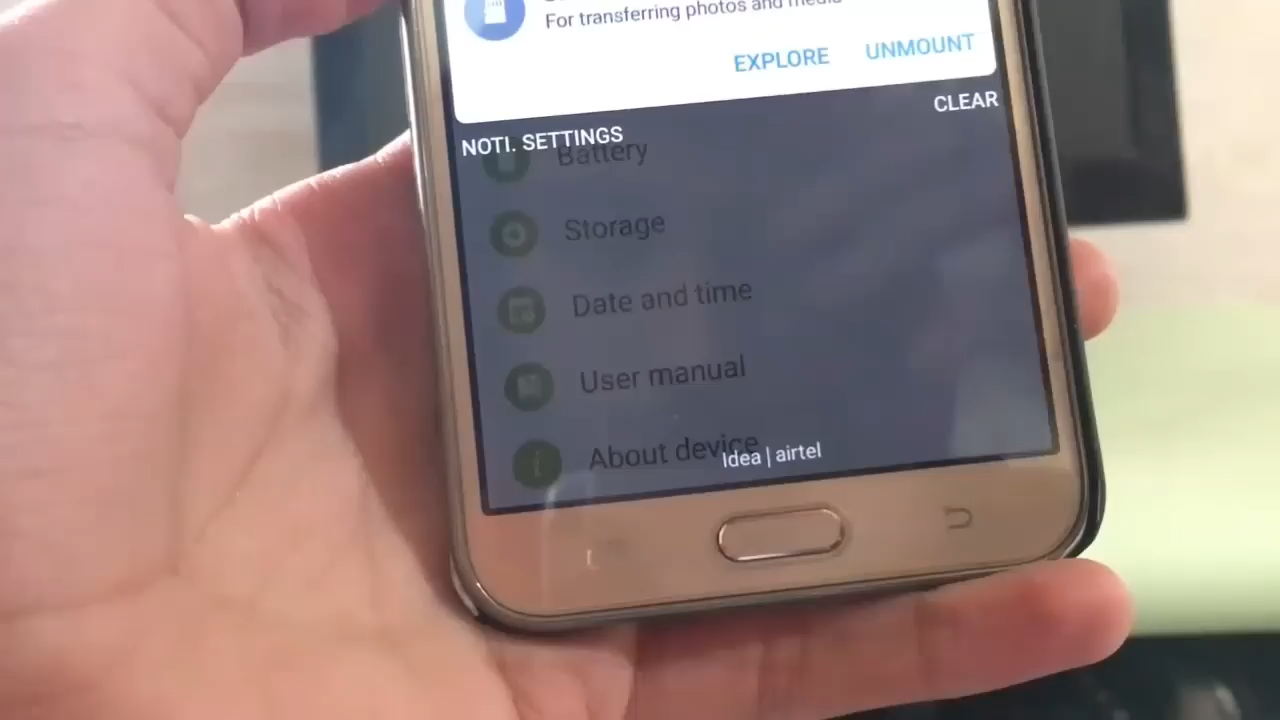 For transferring photos and media
EXPLORE UNMOUNT
CLEAR
NOTI. SETTINGS
Battery
Storage
Date and time
User manual
About device
Idea | airtel